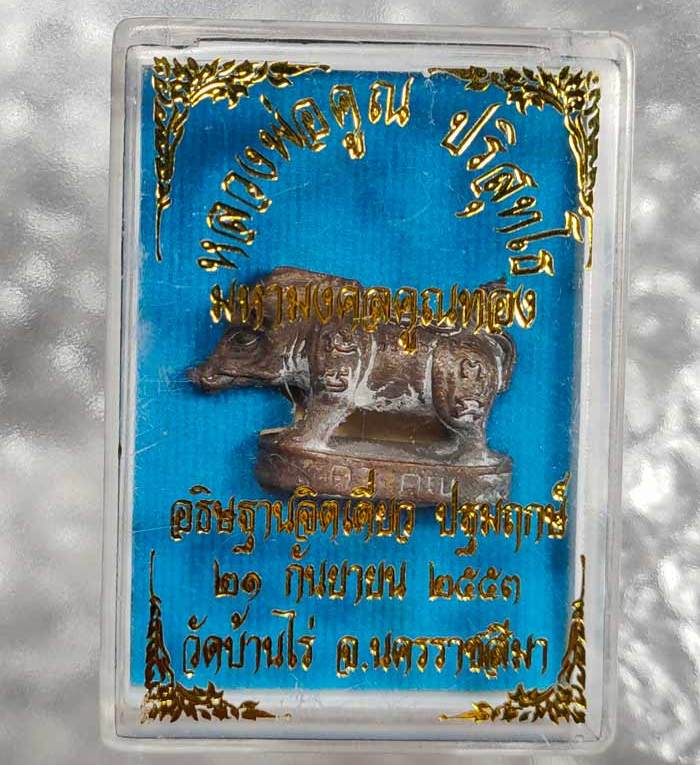 หลวงพ่อคูณ ปริสุทโธ
มหามงคลคูณทอง
อธิษฐานจิตเดี่ยว ปฐมฤกษ์
๒๑ กันยายน ๒๕๕๓
วัดบ้านไร่ จ.นครราชสีมา